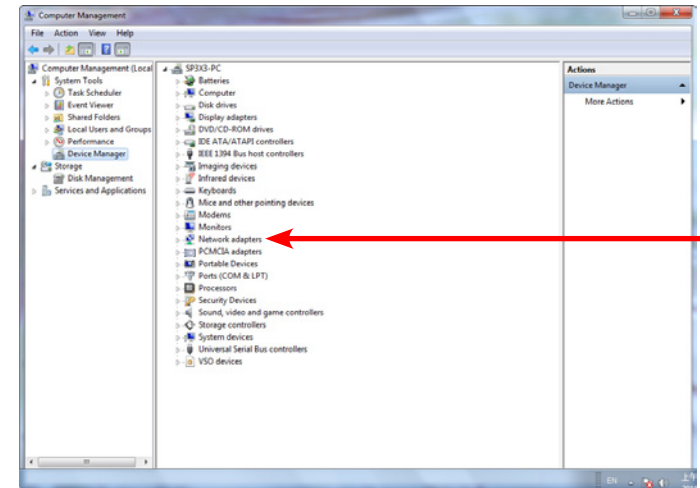 Computer Management
File Action View Help
Computer Management (Local
System Tools
Task Scheduler
Event Viewer
Shared Folders
Local Users and Groups
Performance
Device Manager
Storage
Disk Management
Services and Applications
SP3X3-PC
Batteries
Computer
Disk drives
Display adapters
DVD/CD-ROM drives
IDE ATA/ATAPI controllers
IEEE 1394 Bus host controllers
Imaging devices
Infrared devices
Keyboards
Mice and other pointing devices
Modems
Monitors
Network adapters
PCMCIA adapters
Portable Devices
Ports (COM & LPT)
Processors
Security Devices
Sound, video and game controllers
Storage controllers
System devices
Universal Serial Bus controllers
VSO devices
Actions
Device Manager
More Actions
EN